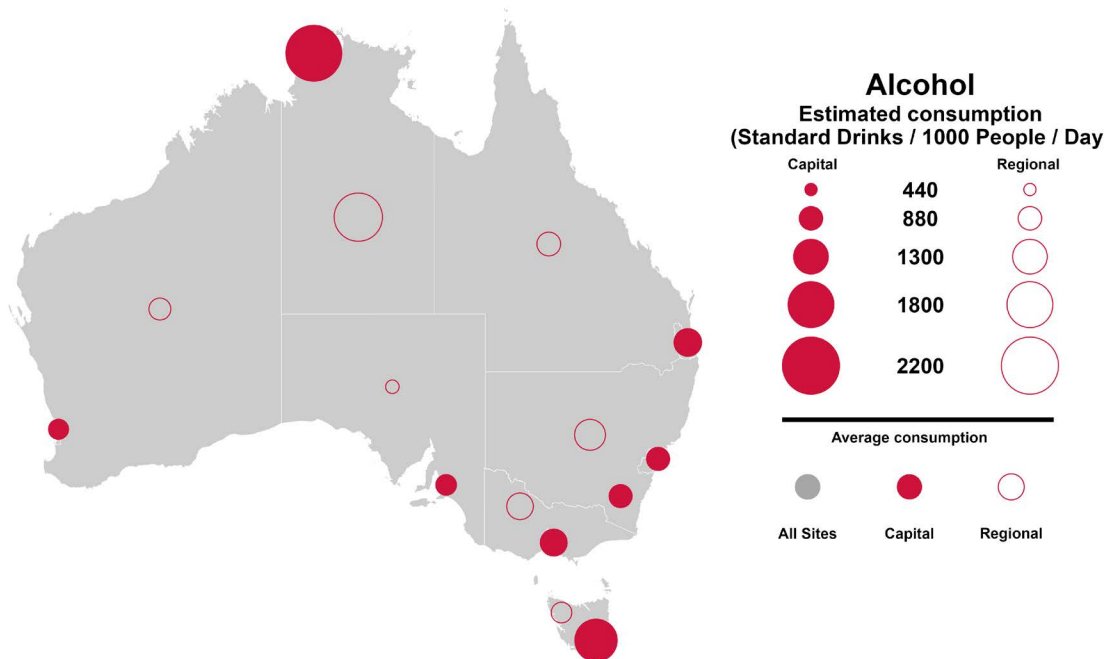 Alcohol
Estimated consumption
(Standard Drinks / 1000 People / Day
Capital
Regional
440
880
1300
1800
2200
Average consumption
All Sites
Capital
Regional